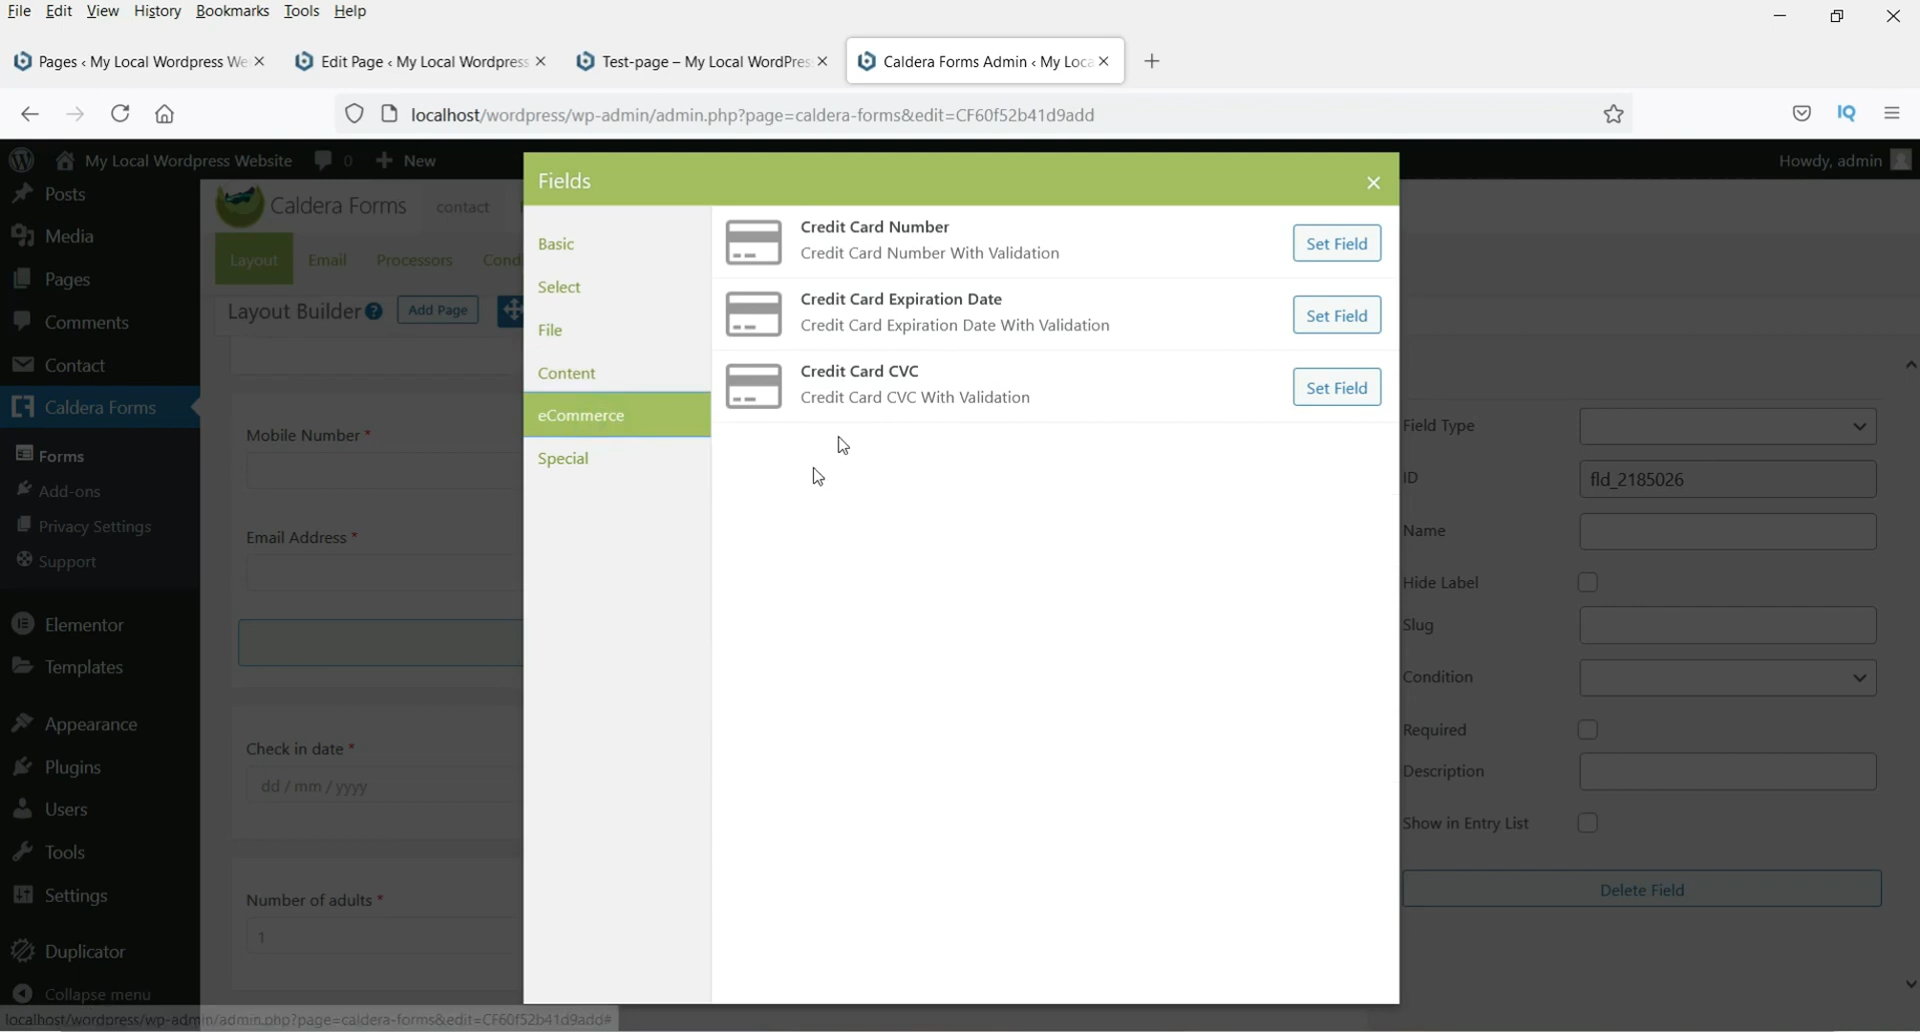 File Edit View History Bookmarks Tools Help
Pages ‹ My Local Wordpress We
Edit Page ‹ My Local Wordpress
Test-page – My Local WordPres
Caldera Forms Admin ‹ My Loca
localhost/wordpress/wp-admin/admin.php?page=caldera-forms&edit=CF60f52b41d9add
IQ
My Local Wordpress Website 0 New
Howdy, admin
Posts
Media
Pages
Comments
Contact
Caldera Forms
Forms
Add-ons
Privacy Settings
Support
Elementor
Templates
Appearance
Plugins
Users
Tools
Settings
Duplicator
Collapse menu
Caldera Forms contact
Layout Email Processors Cond
Layout Builder ? Add Page
Mobile Number *
Email Address *
Check in date *
dd / mm / yyyy
Number of adults *
1
Fields
Basic
Select
File
Content
eCommerce
Special
Credit Card Number
Credit Card Number With Validation
Set Field
Credit Card Expiration Date
Credit Card Expiration Date With Validation
Set Field
Credit Card CVC
Credit Card CVC With Validation
Set Field
Field Type
ID fld_2185026
Name
Hide Label
Slug
Condition
Required
Description
Show in Entry List
Delete Field
localhost/wordpress/wp-admin/admin.php?page=caldera-forms&edit=CF60f52b41d9add#